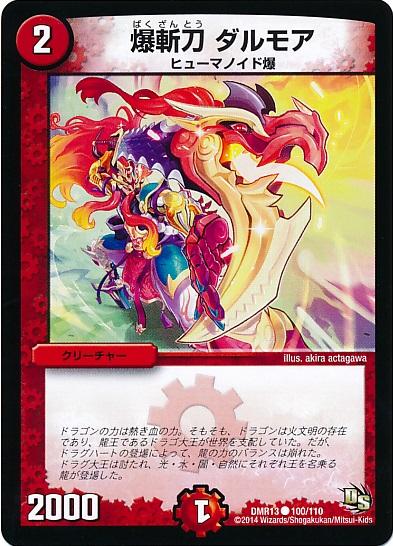 2
ばくざんとう
爆斬刀 ダルモア
ヒューマノイド爆
クリーチャー
illus. akira actagawa
ドラゴンの力は熱き血の力。そもそも、ドラゴンは火文明の存在
であり、龍王であるドラゴ大王が世界を支配していた。だが、
ドラグハートの登場によって、龍の力のバランスは崩れた。
ドラグ大王は討たれ、光・水・闇・自然にそれぞれ王を名乗る
龍が登場した。
2000
1
DS
DMR13 ● 100/110
©2014 Wizards/Shogakukan/Mitsui-Kids